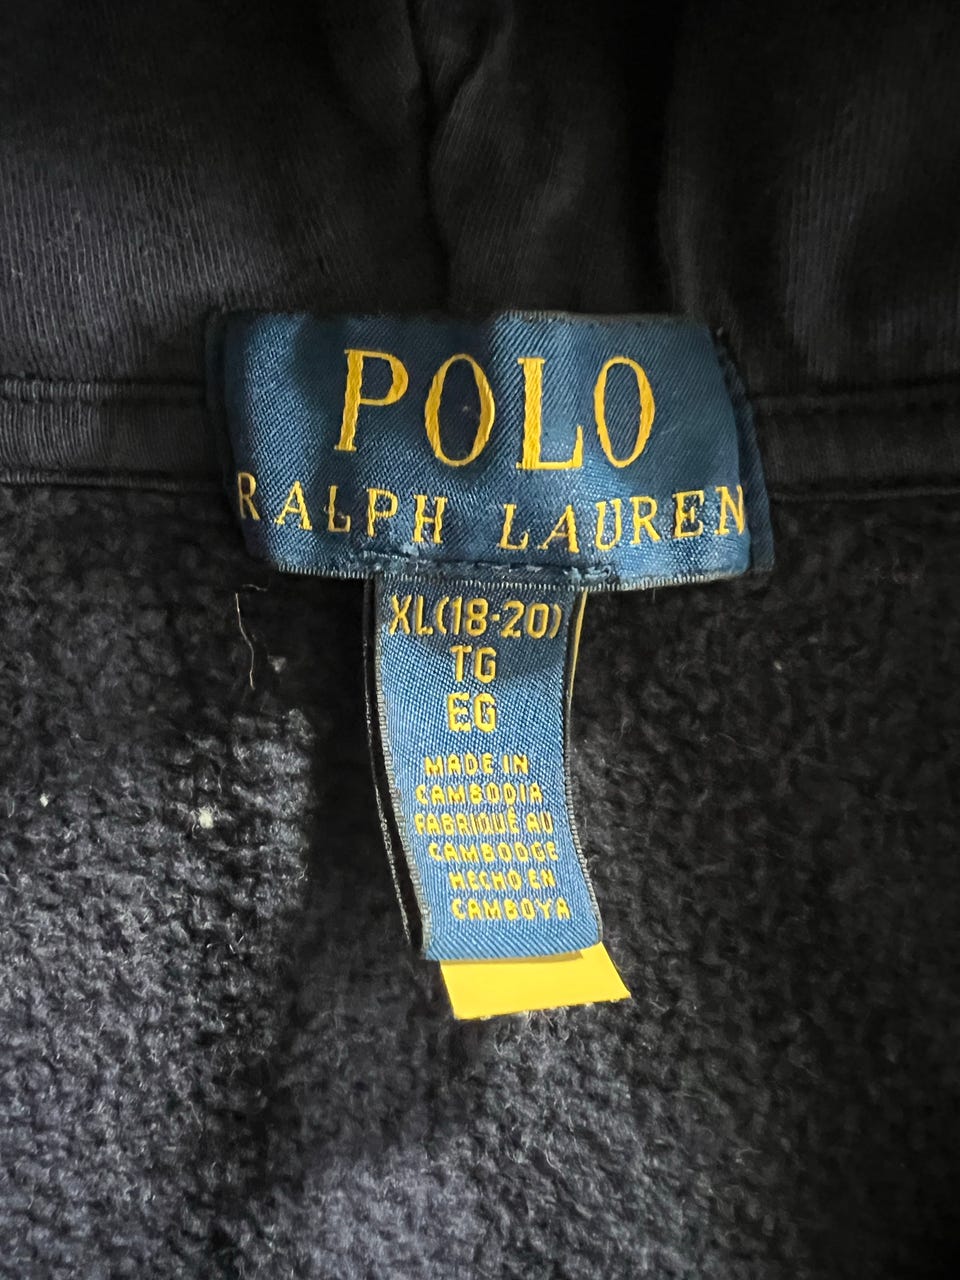 POLO
RALPH LAUREN
XL(18-20)
TG
EG
MADE IN
CAMBODIA
FABRIQUÉ AU
CAMBODGE
HECHO EN
CAMBOYA